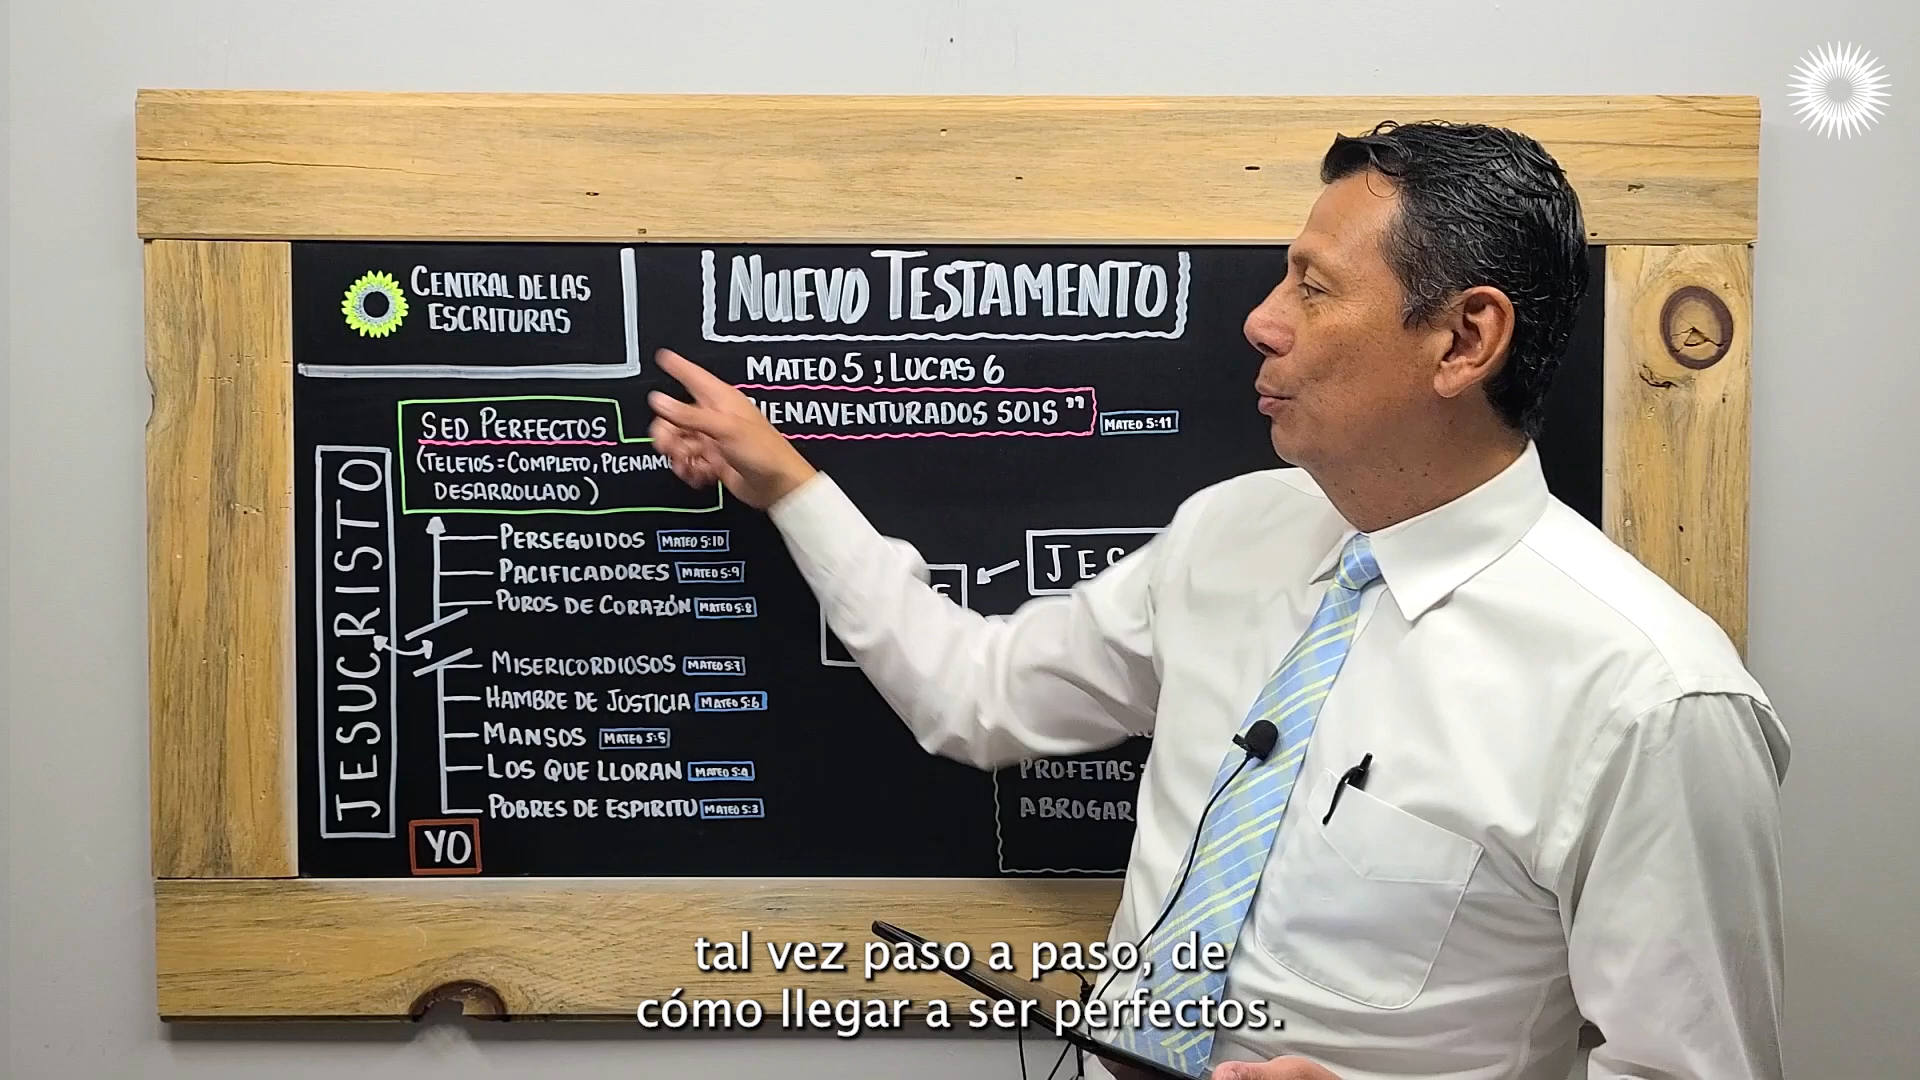 CENTRAL DE LAS
ESCRITURAS
NUEVO TESTAMENTO
MATEO 5 ; LUCAS 6
SOIS"
MATEO 5:11
SED PERFECTOS
(TELEIOS = COMPLETO,
DESARROLLADO)
JESUCRISTO
PERSEGUIDOS MATEO 5:10
PACIFICADORES MATEO 5:9
PUROS DE CORAZÓN MATEO 5:8
MISERICORDIOSOS MATEO 5:7
HAMBRE DE JUSTICIA MATEO 5:6
MANSOS MATEO 5:5
LOS QUE LLORAN MATEO 5:4
POBRES DE ESPIRITU MATEO 5:3
YO
PROFETAS
ABROGAR
tal vez paso a paso, de
cómo llegar a ser perfectos.